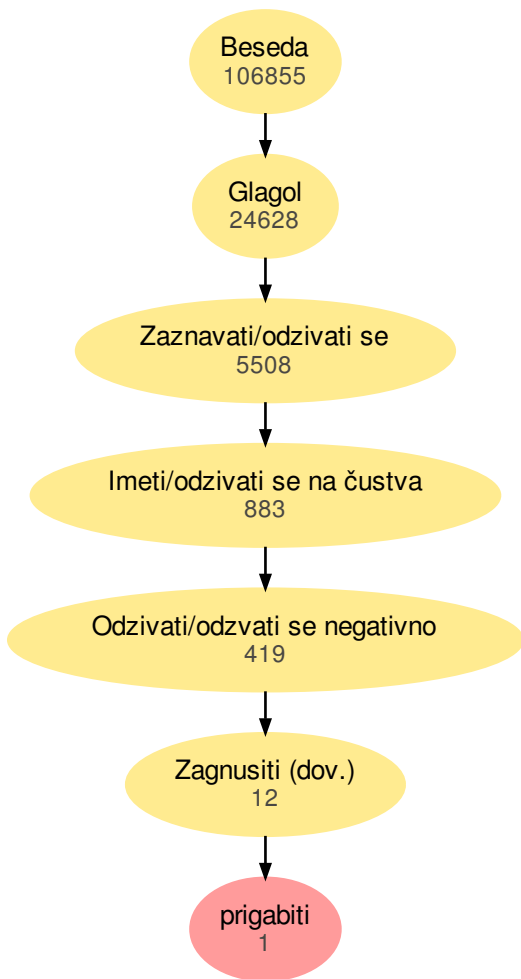 Beseda
106855
Glagol
24628
Zaznavati/odzivati se
5508
Imeti/odzivati se na čustva
883
Odzivati/odzvati se negativno
419
Zagnusiti (dov.)
12
prigabiti
1